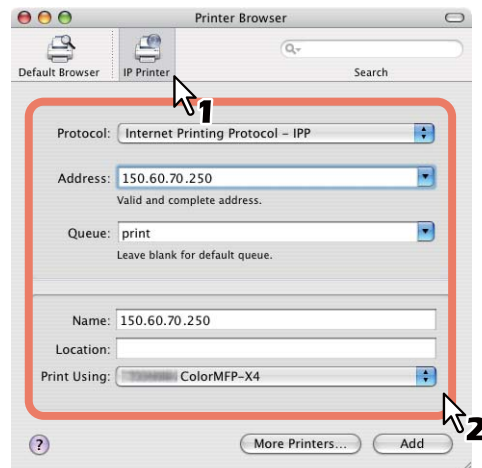 Printer Browser
Default Browser
IP Printer
Search
1
Protocol: Internet Printing Protocol – IPP
Address: 150.60.70.250
Valid and complete address.
Queue: print
Leave blank for default queue.
Name: 150.60.70.250
Location:
Print Using: ColorMFP-X4
2
? More Printers... Add